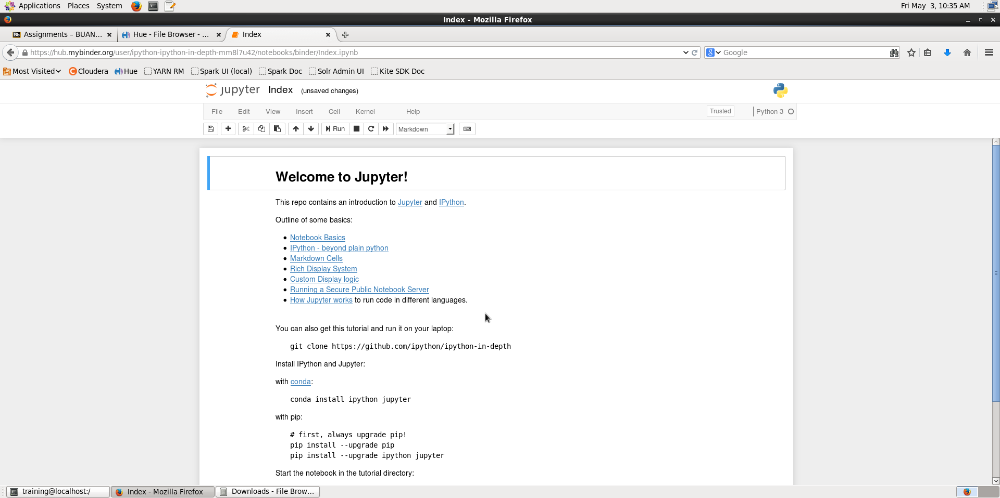 Applications Places System Fri May 3, 10:35 AM
Index - Mozilla Firefox
Bb Assignments – BUAN... Hue - File Browser - ... Index
https://hub.mybinder.org/user/ipython-ipython-in-depth-mm8l7u42/notebooks/binder/Index.ipynb 8 Google
Most Visited Cloudera Hue YARN RM Spark UI (local) Spark Doc Solr Admin UI Kite SDK Doc
jupyter Index (unsaved changes)
File Edit View Insert Cell Kernel Help Trusted Python 3
Run Markdown
Welcome to Jupyter!
This repo contains an introduction to Jupyter and IPython.
Outline of some basics:
Notebook Basics
IPython - beyond plain python
Markdown Cells
Rich Display System
Custom Display logic
Running a Secure Public Notebook Server
How Jupyter works to run code in different languages.
You can also get this tutorial and run it on your laptop:
git clone https://github.com/ipython/ipython-in-depth
Install IPython and Jupyter:
with conda:
conda install ipython jupyter
with pip:
# first, always upgrade pip!
pip install --upgrade pip
pip install --upgrade ipython jupyter
Start the notebook in the tutorial directory:
training@localhost:/ Index - Mozilla Firefox Downloads - File Brow...